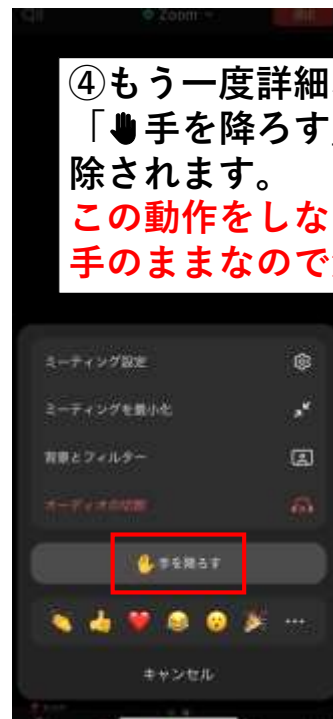 Zoom
④もう一度詳細
「手を降ろす」
除されます。
この動作をしな
手のままなので
ミーティング設定
ミーティングを最小化
背景とフィルター
オーディオの切断
手を降ろす
キャンセル